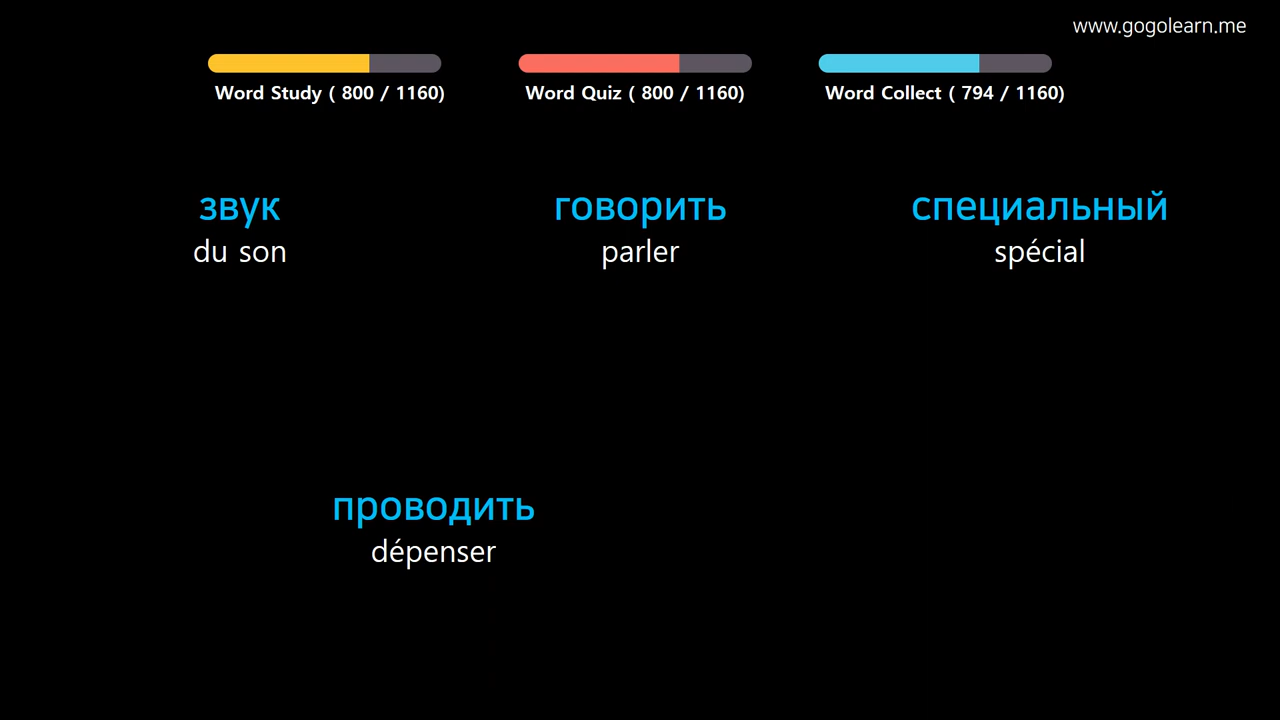 www.gogolearn.me
Word Study ( 800 / 1160)
Word Quiz ( 800 / 1160)
Word Collect ( 794 / 1160)
звук
du son
говорить
parler
специальный
spécial
проводить
dépenser